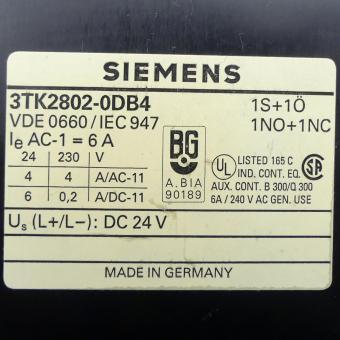 SIEMENS
3TK2802-0DB4 1S+1Ö
VDE 0660/IEC 947 1NO+1NC
Ie AC-1 = 6 A
24 230 V
4 4 A/AC-11
6 0,2 A/DC-11
BG
A.BIA
90189
UL LISTED 165 C SA
IND. CONT. EQ.
AUX. CONT. B 300/Q 300
6A / 240 V AC GEN. USE
Us (L+/L-): DC 24 V
MADE IN GERMANY